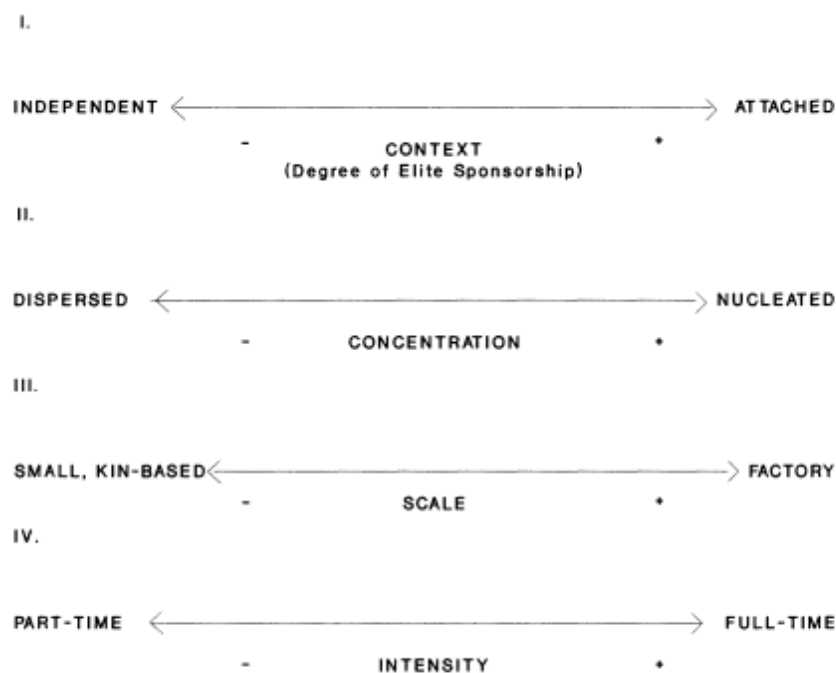 I.
INDEPENDENT ATTACHED
- CONTEXT +
(Degree of Elite Sponsorship)
II.
DISPERSED NUCLEATED
- CONCENTRATION +
III.
SMALL, KIN-BASED FACTORY
- SCALE +
IV.
PART-TIME FULL-TIME
- INTENSITY +